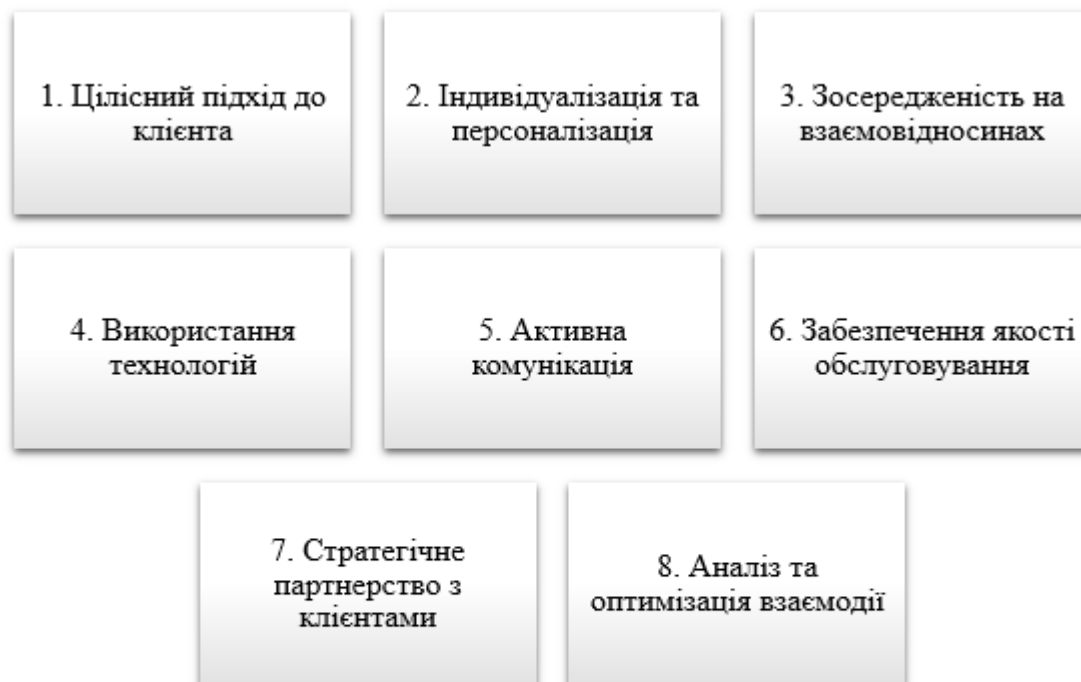 1. Цілісний підхід до
клієнта
2. Індивідуалізація та
персоналізація
3. Зосередженість на
взаємовідносинах
4. Використання
технологій
5. Активна
комунікація
6. Забезпечення якості
обслуговування
7. Стратегічне
партнерство з
клієнтами
8. Аналіз та
оптимізація взаємодії